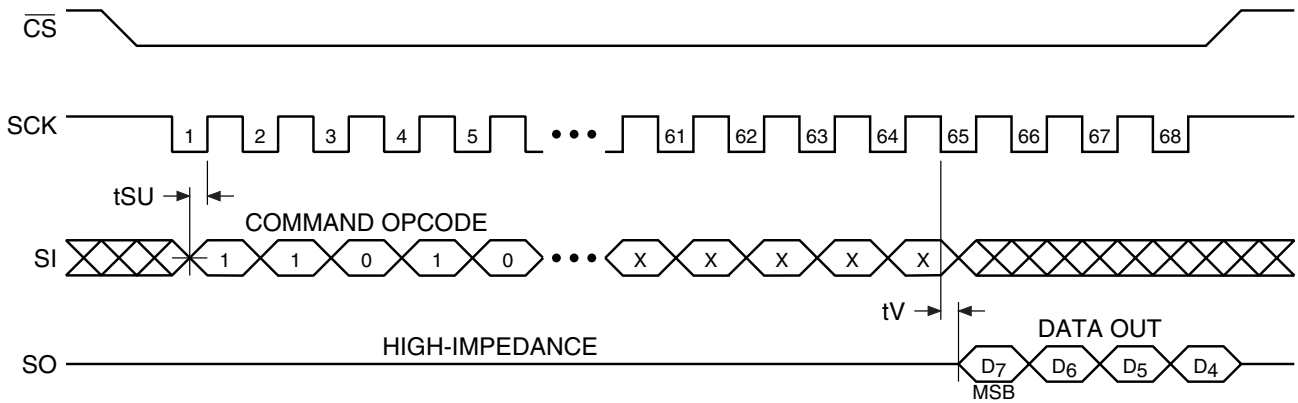 CS
SCK 1 2 3 4 5 ••• 61 62 63 64 65 66 67 68
tSU
COMMAND OPCODE
SI 1 1 0 1 0 ••• X X X X X
tV
DATA OUT
HIGH-IMPEDANCE
SO D7 D6 D5 D4
MSB